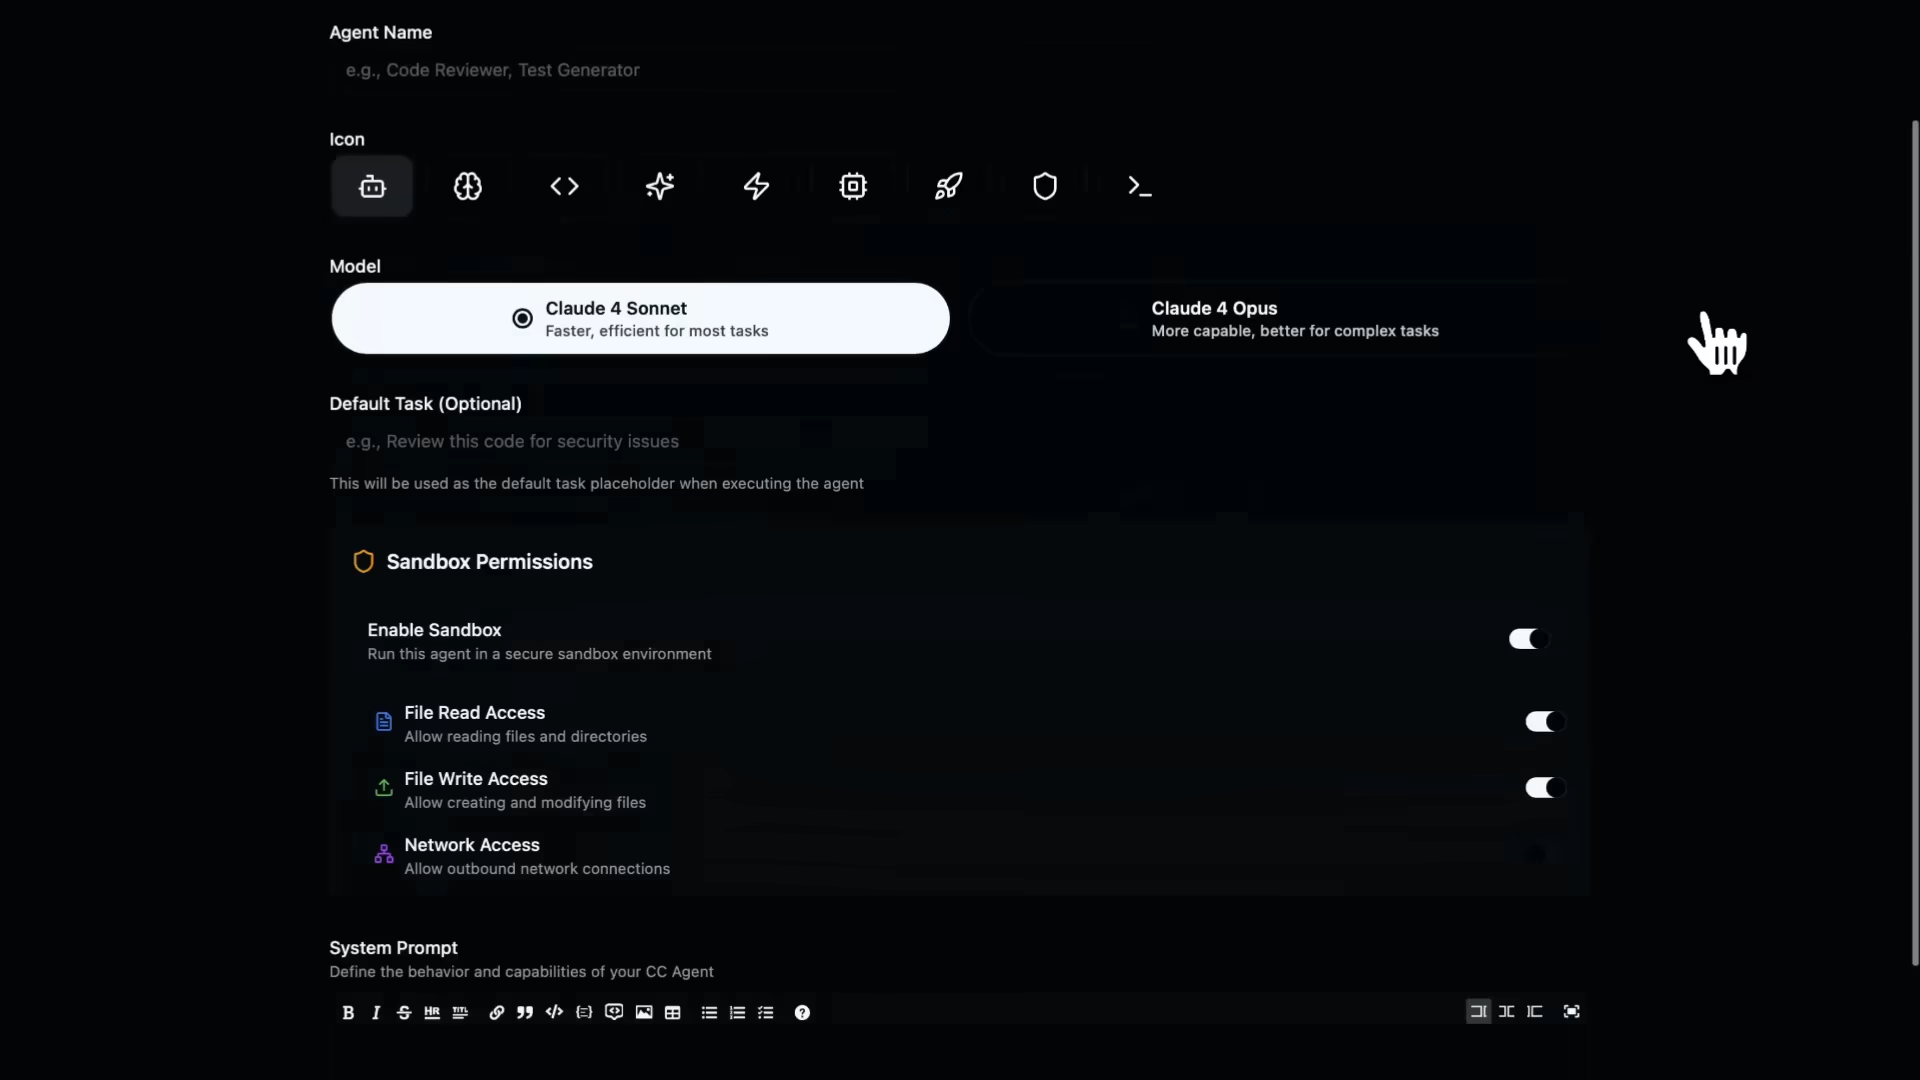 Agent Name
e.g., Code Reviewer, Test Generator
Icon
Model
Claude 4 Sonnet
Faster, efficient for most tasks
Claude 4 Opus
More capable, better for complex tasks
Default Task (Optional)
e.g., Review this code for security issues
This will be used as the default task placeholder when executing the agent
Sandbox Permissions
Enable Sandbox
Run this agent in a secure sandbox environment
File Read Access
Allow reading files and directories
File Write Access
Allow creating and modifying files
Network Access
Allow outbound network connections
System Prompt
Define the behavior and capabilities of your CC Agent
B I S HR TITL